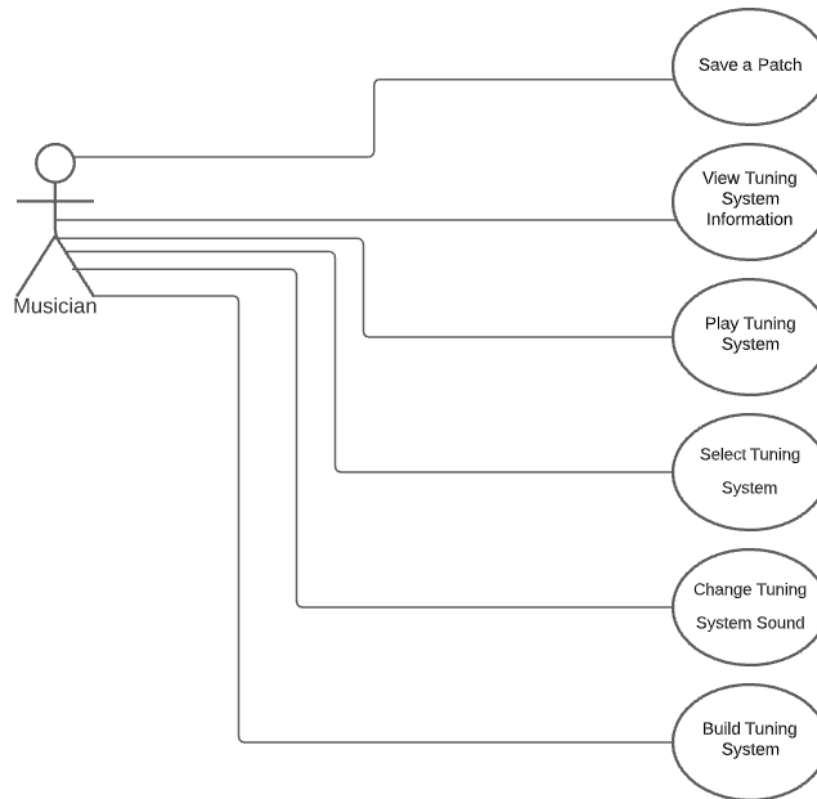 Save a Patch
View Tuning
System
Information
Musician
Play Tuning
System
Select Tuning
System
Change Tuning
System Sound
Build Tuning
System